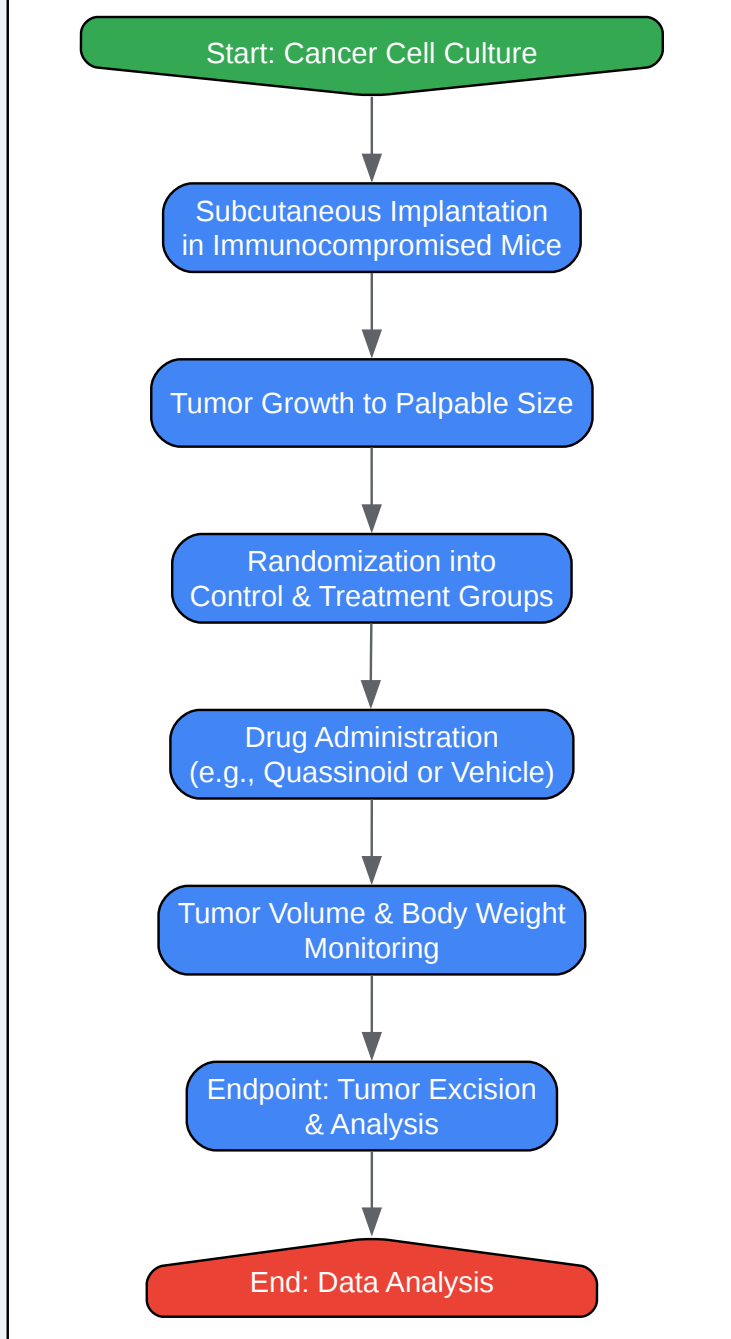 Start: Cancer Cell Culture
Subcutaneous Implantation
in Immunocompromised Mice
Tumor Growth to Palpable Size
Randomization into
Control & Treatment Groups
Drug Administration
(e.g., Quassinoid or Vehicle)
Tumor Volume & Body Weight
Monitoring
Endpoint: Tumor Excision
& Analysis
End: Data Analysis